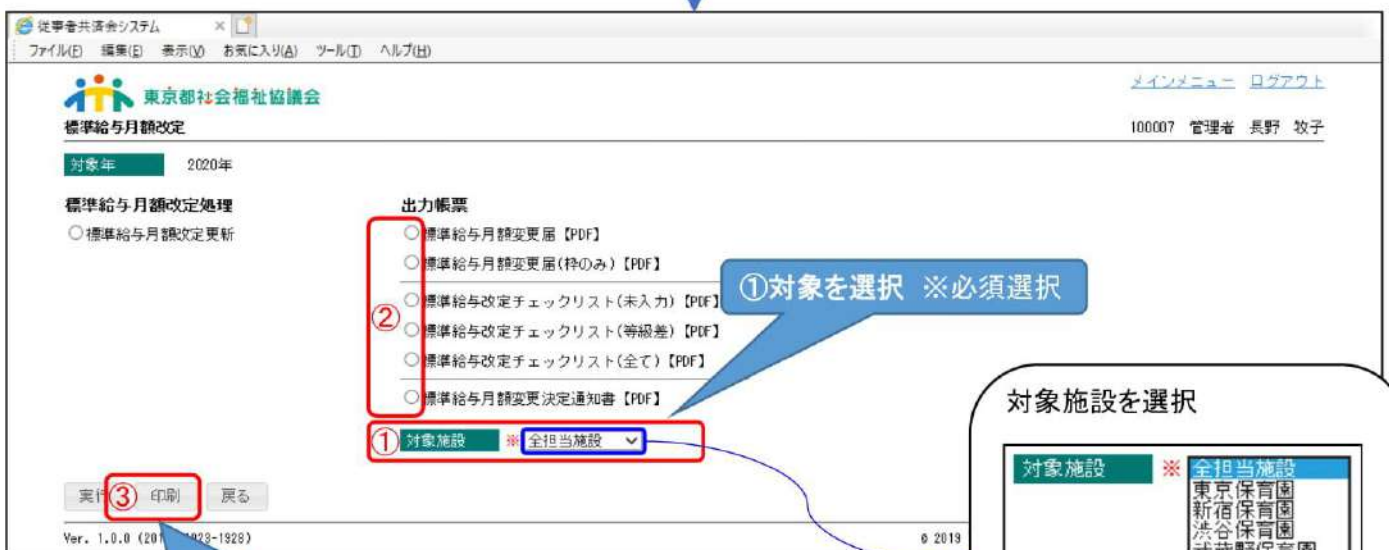 従事者共済会システム
ファイル(F) 編集(E) 表示(V) お気に入り(A) ツール(T) ヘルプ(H)
東京都社会福祉協議会
メインメニュー ログアウト
標準給与月額改定
100007 管理者 長野 牧子
対象年 2020年
標準給与月額改定処理
○標準給与月額改定更新
出力帳票
標準給与月額変更届【PDF】
標準給与月額変更届(枠のみ)【PDF】
標準給与改定チェックリスト(未入力)【PDF】
標準給与改定チェックリスト(等級差)【PDF】
標準給与改定チェックリスト(全て)【PDF】
標準給与月額変更決定通知書【PDF】
②
①対象を選択 ※必須選択
① 対象施設 ※ 全担当施設
対象施設を選択
対象施設 ※ 全担当施設
東京保育園
新宿保育園
渋谷保育園
武蔵野保育園
③ 印刷 戻る
Ver. 1.0.0
© 2019